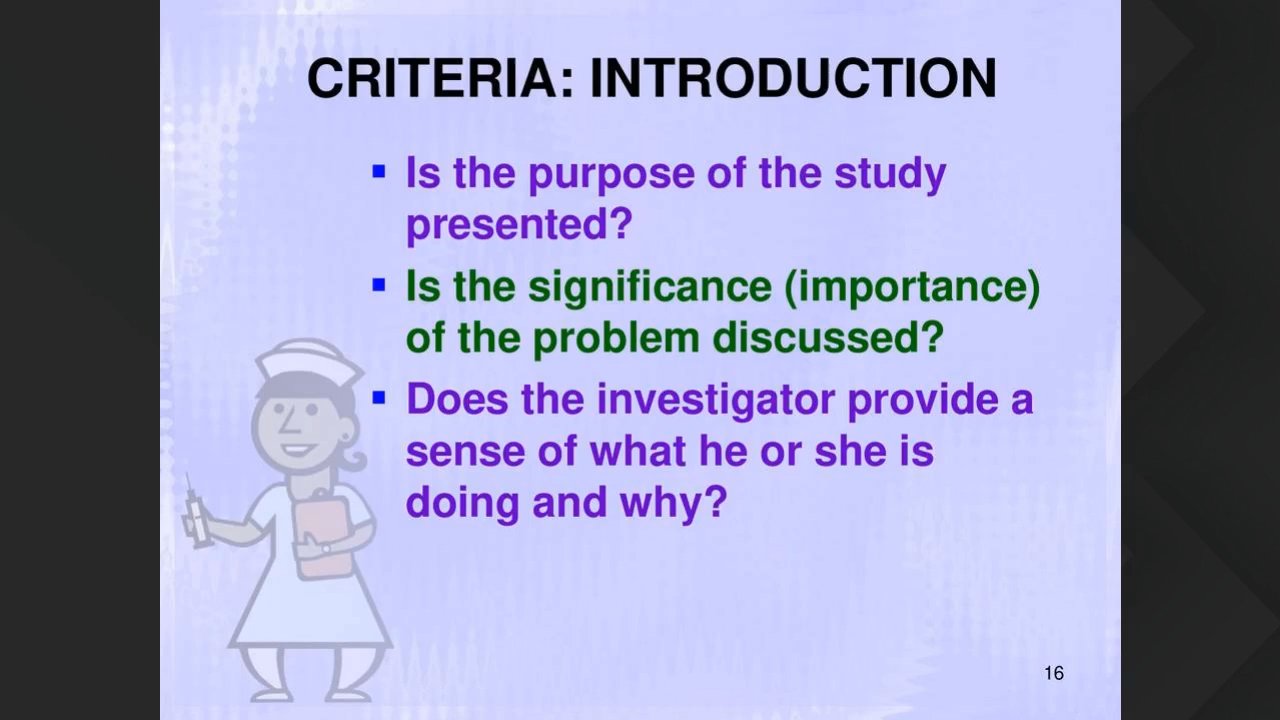 CRITERIA: INTRODUCTION
▪ Is the purpose of the study
presented?
▪ Is the significance (importance)
of the problem discussed?
▪ Does the investigator provide a
sense of what he or she is
doing and why?
16